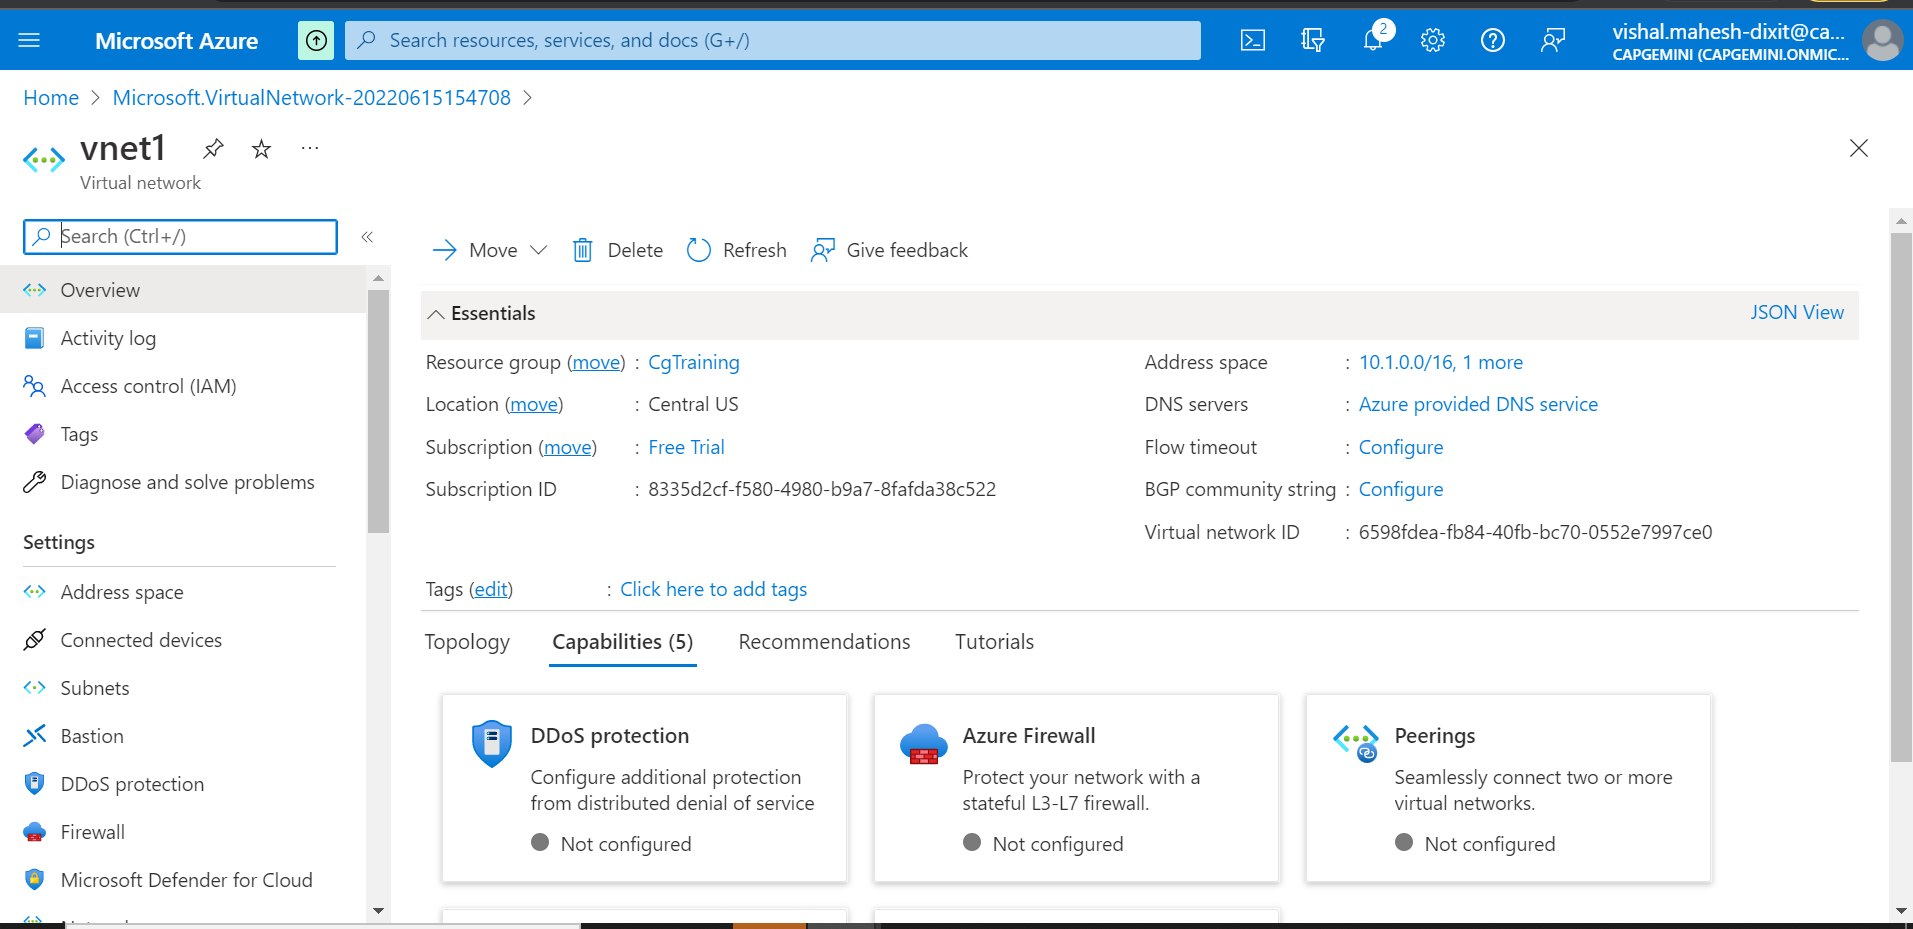 Microsoft Azure
Search resources, services, and docs (G+/)
2
vishal.mahesh-dixit@ca...
CAPGEMINI (CAPGEMINI.ONMIC...
Home > Microsoft.VirtualNetwork-20220615154708 >
vnet1
Virtual network
Search (Ctrl+/)
«
Overview
Activity log
Access control (IAM)
Tags
Diagnose and solve problems
Settings
Address space
Connected devices
Subnets
Bastion
DDoS protection
Firewall
Microsoft Defender for Cloud
Move
Delete
Refresh
Give feedback
Essentials
JSON View
Resource group (move) : CgTraining
Location (move) : Central US
Subscription (move) : Free Trial
Subscription ID : 8335d2cf-f580-4980-b9a7-8fafda38c522
Address space : 10.1.0.0/16, 1 more
DNS servers : Azure provided DNS service
Flow timeout : Configure
BGP community string : Configure
Virtual network ID : 6598fdea-fb84-40fb-bc70-0552e7997ce0
Tags (edit) : Click here to add tags
Topology
Capabilities (5)
Recommendations
Tutorials
DDoS protection
Configure additional protection
from distributed denial of service
Not configured
Azure Firewall
Protect your network with a
stateful L3-L7 firewall.
Not configured
Peerings
Seamlessly connect two or more
virtual networks.
Not configured